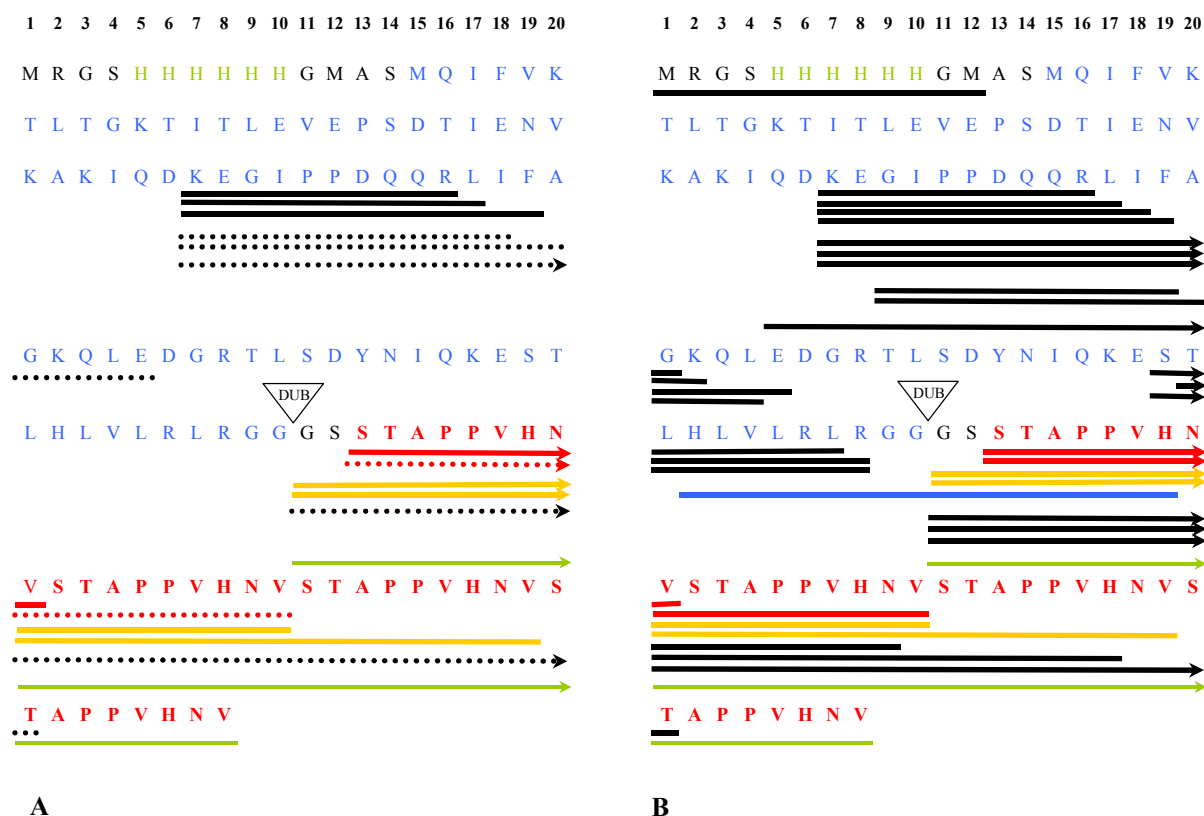 1 2 3 4 5 6 7 8 9 10 11 12 13 14 15 16 17 18 19 20
M R G S H H H H H H G M A S M Q I F V K
T L T G K T I T L E V E P S D T I E N V
K A K I Q D K E G I P P D Q Q R L I F A
G K Q L E D G R T L S D Y N I Q K E S T
DUB
L H L V L R L R G G G S S T A P P V H N
V S T A P P V H N V S T A P P V H N V S
T A P P V H N V
A
1 2 3 4 5 6 7 8 9 10 11 12 13 14 15 16 17 18 19 20
M R G S H H H H H H G M A S M Q I F V K
T L T G K T I T L E V E P S D T I E N V
K A K I Q D K E G I P P D Q Q R L I F A
G K Q L E D G R T L S D Y N I Q K E S T
DUB
L H L V L R L R G G G S S T A P P V H N
V S T A P P V H N V S T A P P V H N V S
T A P P V H N V
B